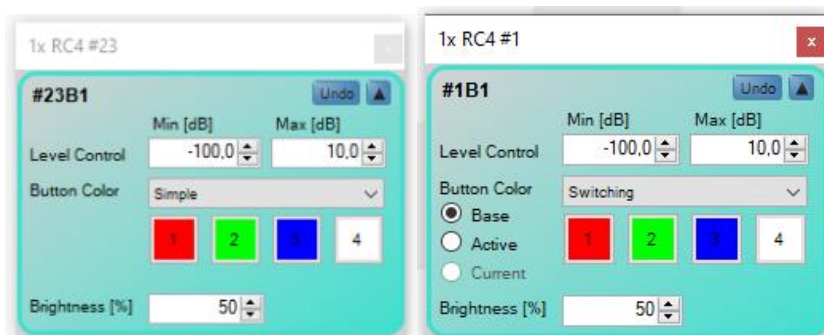 1x RC4 #23
#23B1
Undo ▲
Min [dB] Max [dB]
Level Control -100,0 10,0
Button Color Simple
1 2 3 4
Brightness [%] 50
1x RC4 #1
x
#1B1
Undo ▲
Min [dB] Max [dB]
Level Control -100,0 10,0
Button Color Switching
Base
Active
Current
1 2 3 4
Brightness [%] 50